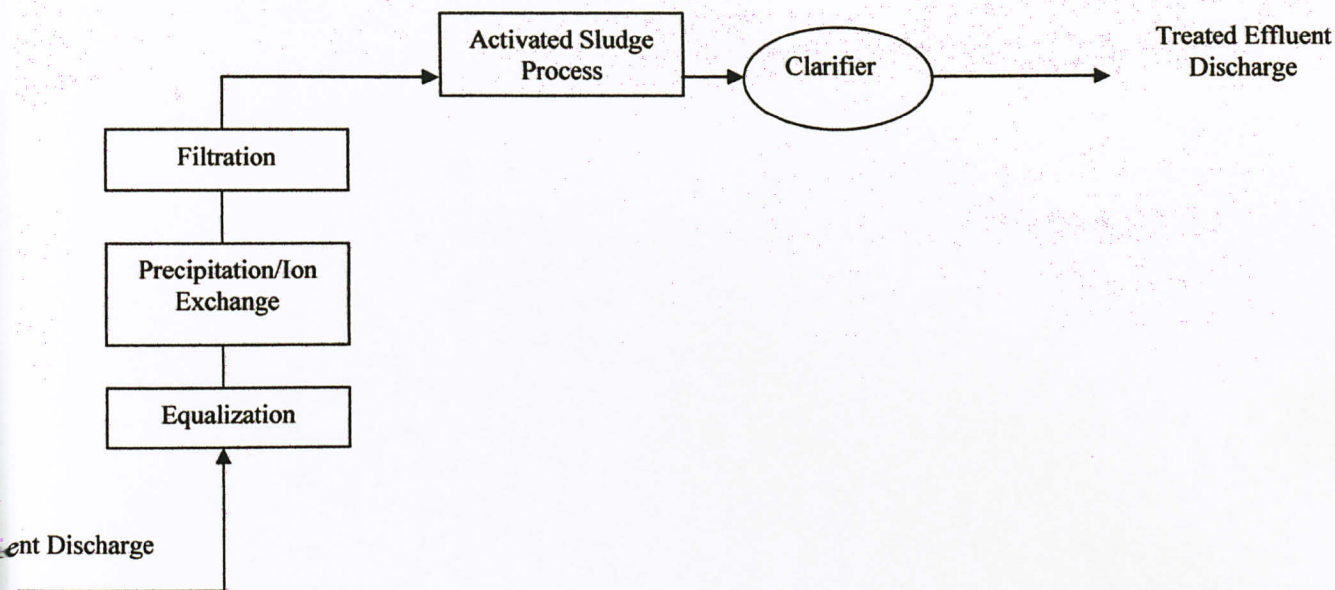 Activated Sludge
Process
Clarifier
Treated Effluent
Discharge
Filtration
Precipitation/Ion
Exchange
Equalization
Discharge